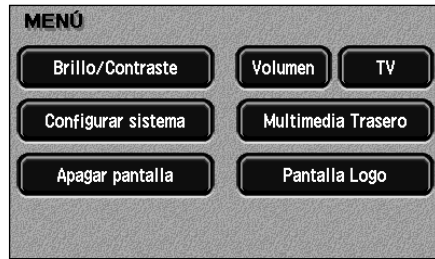 MENÚ
Brillo/Contraste
Volumen
TV
Configurar sistema
Multimedia Trasero
Apagar pantalla
Pantalla Logo